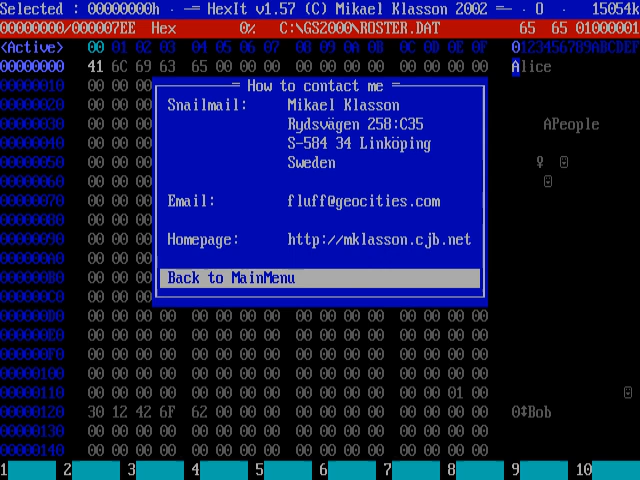 Selected : 00000000h · -= HexIt v1.57 (C) Mikael Klasson 2002 =- · O 15054k
00000000/000007EE Hex 0% C:\GS2000\ROSTER.DAT 65 65 01000001
<Active> 00 01 02 03 04 05 06 07 08 09 0A 0B 0C 0D 0E 0F 0123456789ABCDEF
00000000 41 6C 69 63 65 00 00 00 00 00 00 00 00 00 00 00 Alice
00000010 00 00
= How to contact me =
Snailmail: Mikael Klasson
Rydsvägen 258:C35
00000040 00 00 APeople
S-584 34 Linköping
00000050 00 00 ♀
Sweden
00000060 00 00
00000070 00 00
Email: fluff@geocities.com
00000080 00 00
00000090 00 00
Homepage: http://mklasson.cjb.net
000000A0 00 00
000000B0 00 00
Back to MainMenu
000000C0 00 00
000000D0 00 00 00 00 00 00 00 00 00 00 00 00 00 00 00 00
000000E0 00 00 00 00 00 00 00 00 00 00 00 00 00 00 00 00
000000F0 00 00 00 00 00 00 00 00 00 00 00 00 00 00 00 00
00000100 00 00 00 00 00 00 00 00 00 00 00 00 00 00 00 00
00000110 00 00 00 00 00 00 00 00 00 00 00 00 00 00 01 00
00000120 30 12 42 6F 62 00 00 00 00 00 00 00 00 00 00 00 0↕Bob
00000130 00 00 00 00 00 00 00 00 00 00 00 00 00 00 00 00
00000140 00 00 00 00 00 00 00 00 00 00 00 00 00 00 00 00
1 2 3 4 5 6 7 8 9 10